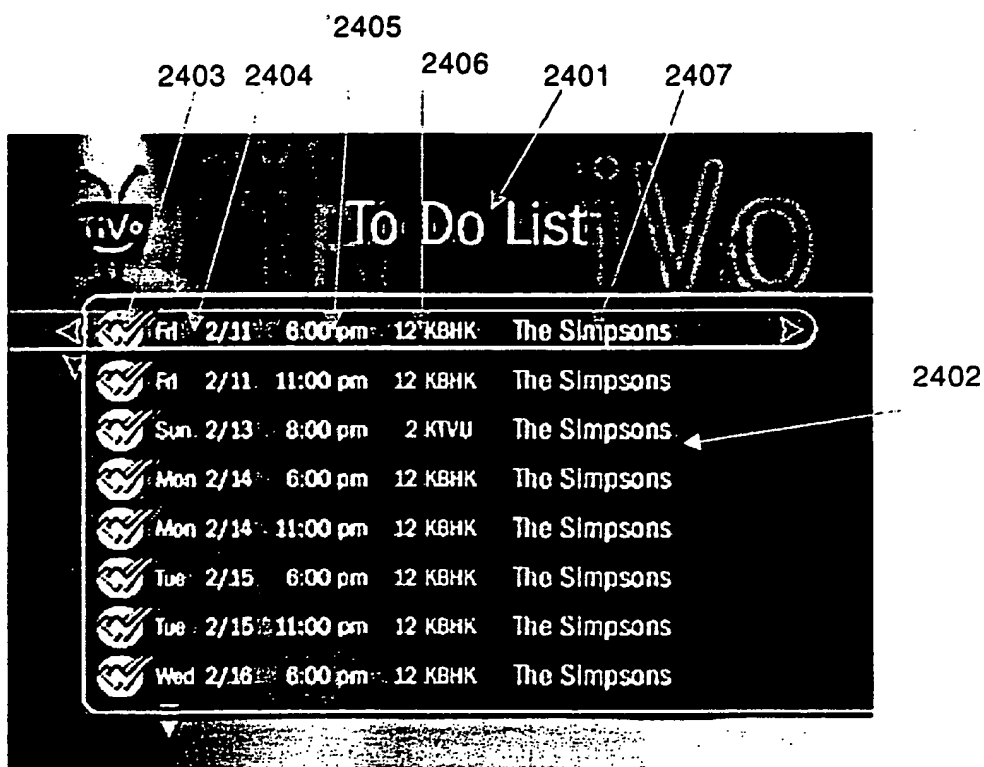 2405
2403 2404 2406 2401 2407
TiVo
To Do List
iVo
Fri 2/11 6:00 pm 12 KBHK The Simpsons
2402
Fri 2/11 11:00 pm 12 KBHK The Simpsons
Sun 2/13 8:00 pm 2 KTVU The Simpsons
Mon 2/14 6:00 pm 12 KBHK The Simpsons
Mon 2/14 11:00 pm 12 KBHK The Simpsons
Tue 2/15 6:00 pm 12 KBHK The Simpsons
Tue 2/15 11:00 pm 12 KBHK The Simpsons
Wed 2/16 6:00 pm 12 KBHK The Simpsons